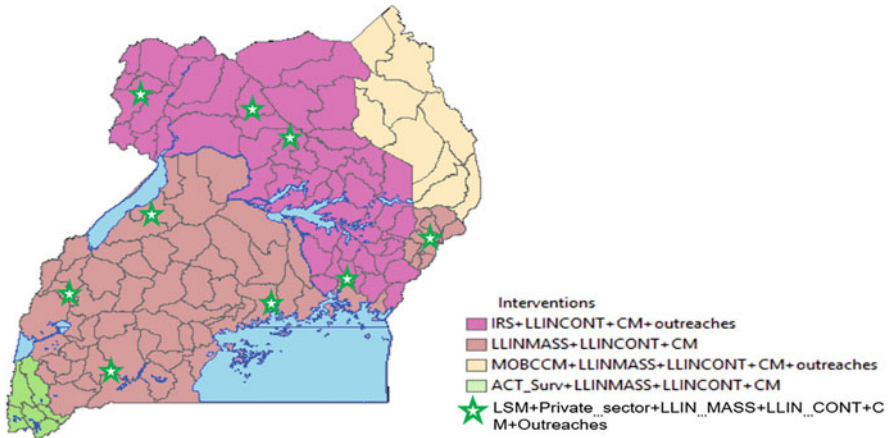 Interventions
IRS+LLINCONT+CM+outreaches
LLINMASS+LLINCONT+CM
MOBCCM+LLINMASS+LLINCONT+CM+outreaches
ACT_Surv+LLINMASS+LLINCONT+CM
LSM+Private_sector+LLIN_MASS+LLIN_CONT+C
M+Outreaches